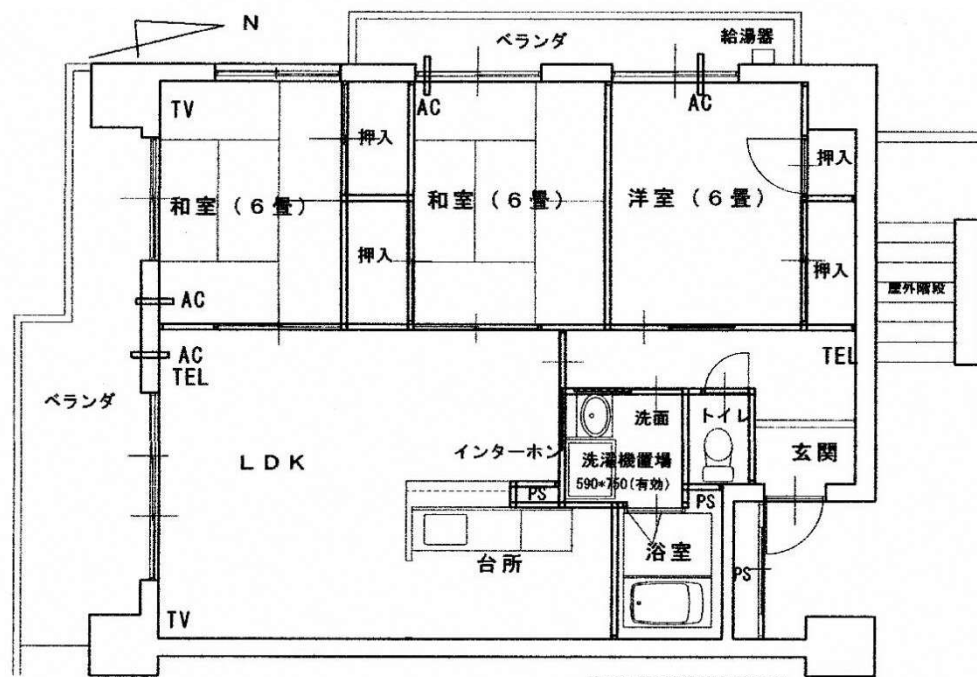 N
ベランダ
給湯器
TV
AC
AC
押入
押入
和室(6畳)
和室(6畳)
洋室(6畳)
押入
押入
屋外階段
AC
AC
TEL
TEL
ベランダ
LDK
インターホン
洗面
トイレ
洗濯機置場
590*750(有効)
玄関
PS
PS
台所
浴室
PS
TV